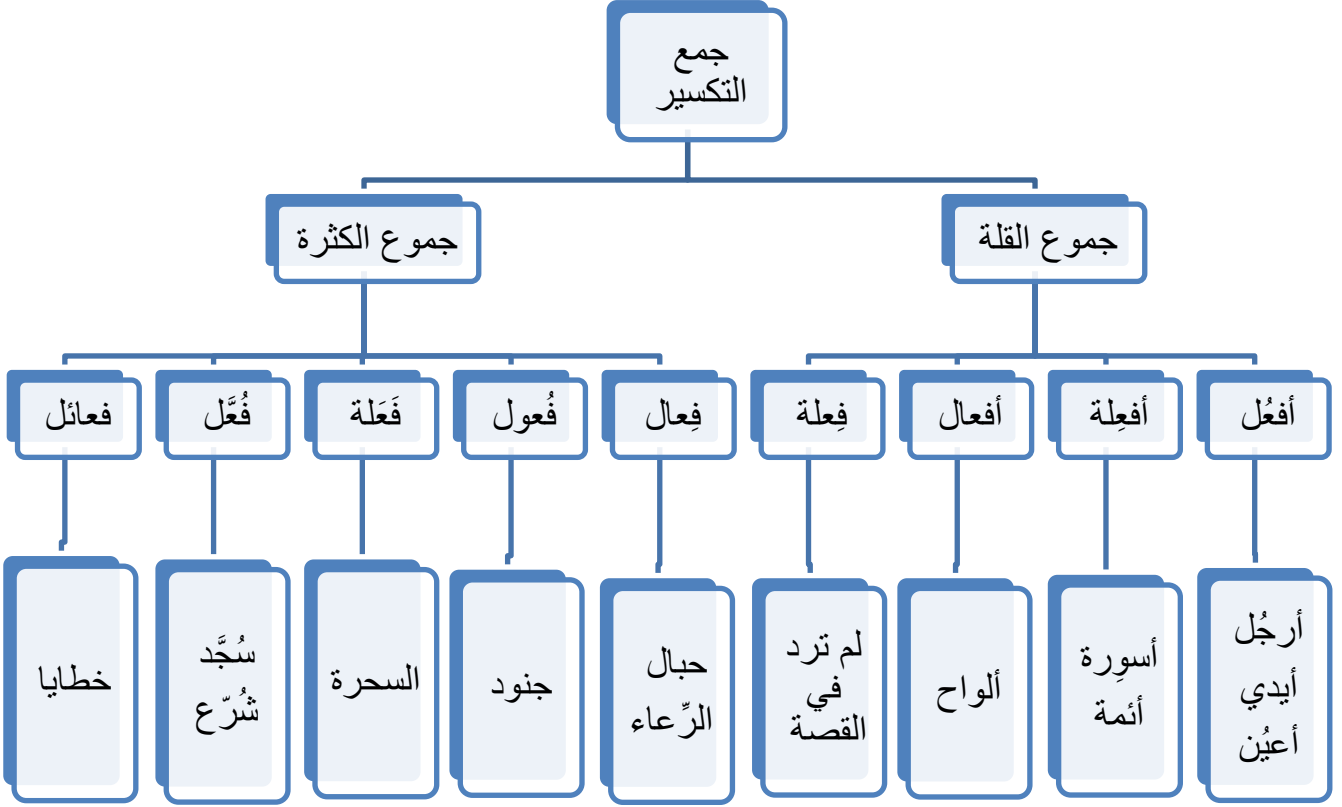 جمع
التكسير
جموع القلة
جموع الكثرة
أفعُل
أفعِلة
أفعال
فِعلة
فِعال
فُعول
فَعَلة
فُعَّل
فعائل
أرجُل
أيدي
أعيُن
أسوِرة
أئمة
ألواح
لم ترد
في
القصة
حبال
الرِّعاء
جنود
السحرة
سُجَّد
شُرّع
خطايا